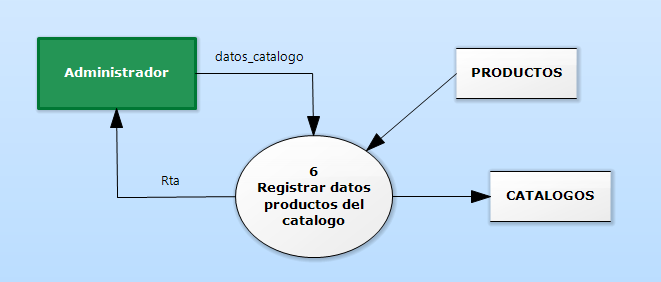 Administrador
datos_catalogo
PRODUCTOS
6
Registrar datos
productos del
catalogo
Rta
CATALOGOS